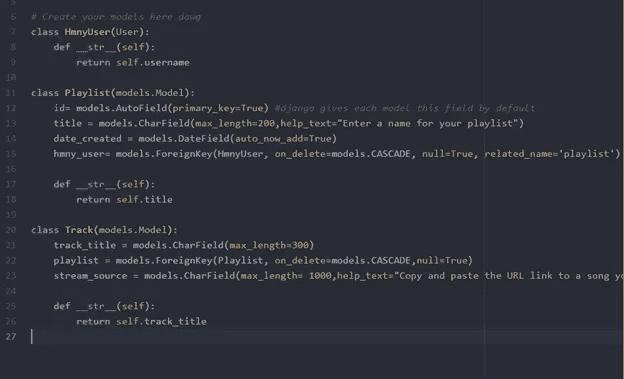 6 # Create your models here dawg
7 class HmnyUser(User):
8 def __str__(self):
9 return self.username
10
11 class Playlist(models.Model):
12 id= models.AutoField(primary_key=True) #django gives each model this field by default
13 title = models.CharField(max_length=200,help_text="Enter a name for your playlist")
14 date_created = models.DateField(auto_now_add=True)
15 hmny_user= models.ForeignKey(HmnyUser, on_delete=models.CASCADE, null=True, related_name='playlist')
16
17 def __str__(self):
18 return self.title
19
20 class Track(models.Model):
21 track_title = models.CharField(max_length=300)
22 playlist = models.ForeignKey(Playlist, on_delete=models.CASCADE,null=True)
23 stream_source = models.CharField(max_length= 1000,help_text="Copy and paste the URL link to a song yo
24
25 def __str__(self):
26 return self.track_title
27